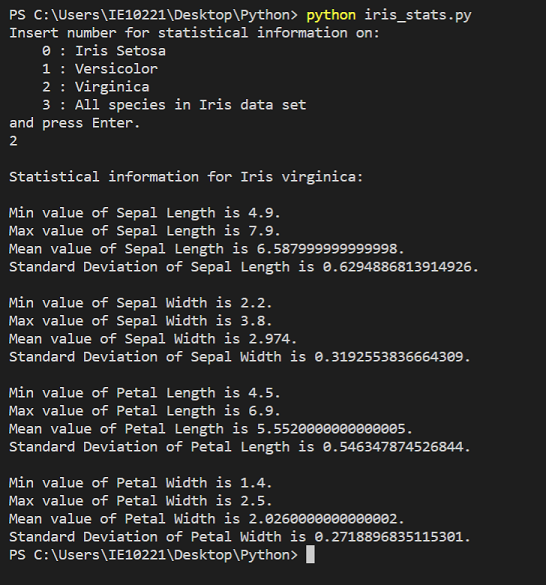 PS C:\Users\IE10221\Desktop\Python> python iris_stats.py
Insert number for statistical information on:
    0 : Iris Setosa
    1 : Versicolor
    2 : Virginica
    3 : All species in Iris data set
and press Enter.
2

Statistical information for Iris virginica:

Min value of Sepal Length is 4.9.
Max value of Sepal Length is 7.9.
Mean value of Sepal Length is 6.587999999999998.
Standard Deviation of Sepal Length is 0.6294886813914926.

Min value of Sepal Width is 2.2.
Max value of Sepal Width is 3.8.
Mean value of Sepal Width is 2.974.
Standard Deviation of Sepal Width is 0.3192553836664309.

Min value of Petal Length is 4.5.
Max value of Petal Length is 6.9.
Mean value of Petal Length is 5.5520000000000005.
Standard Deviation of Petal Length is 0.546347874526844.

Min value of Petal Width is 1.4.
Max value of Petal Width is 2.5.
Mean value of Petal Width is 2.0260000000000002.
Standard Deviation of Petal Width is 0.2718896835115301.
PS C:\Users\IE10221\Desktop\Python>